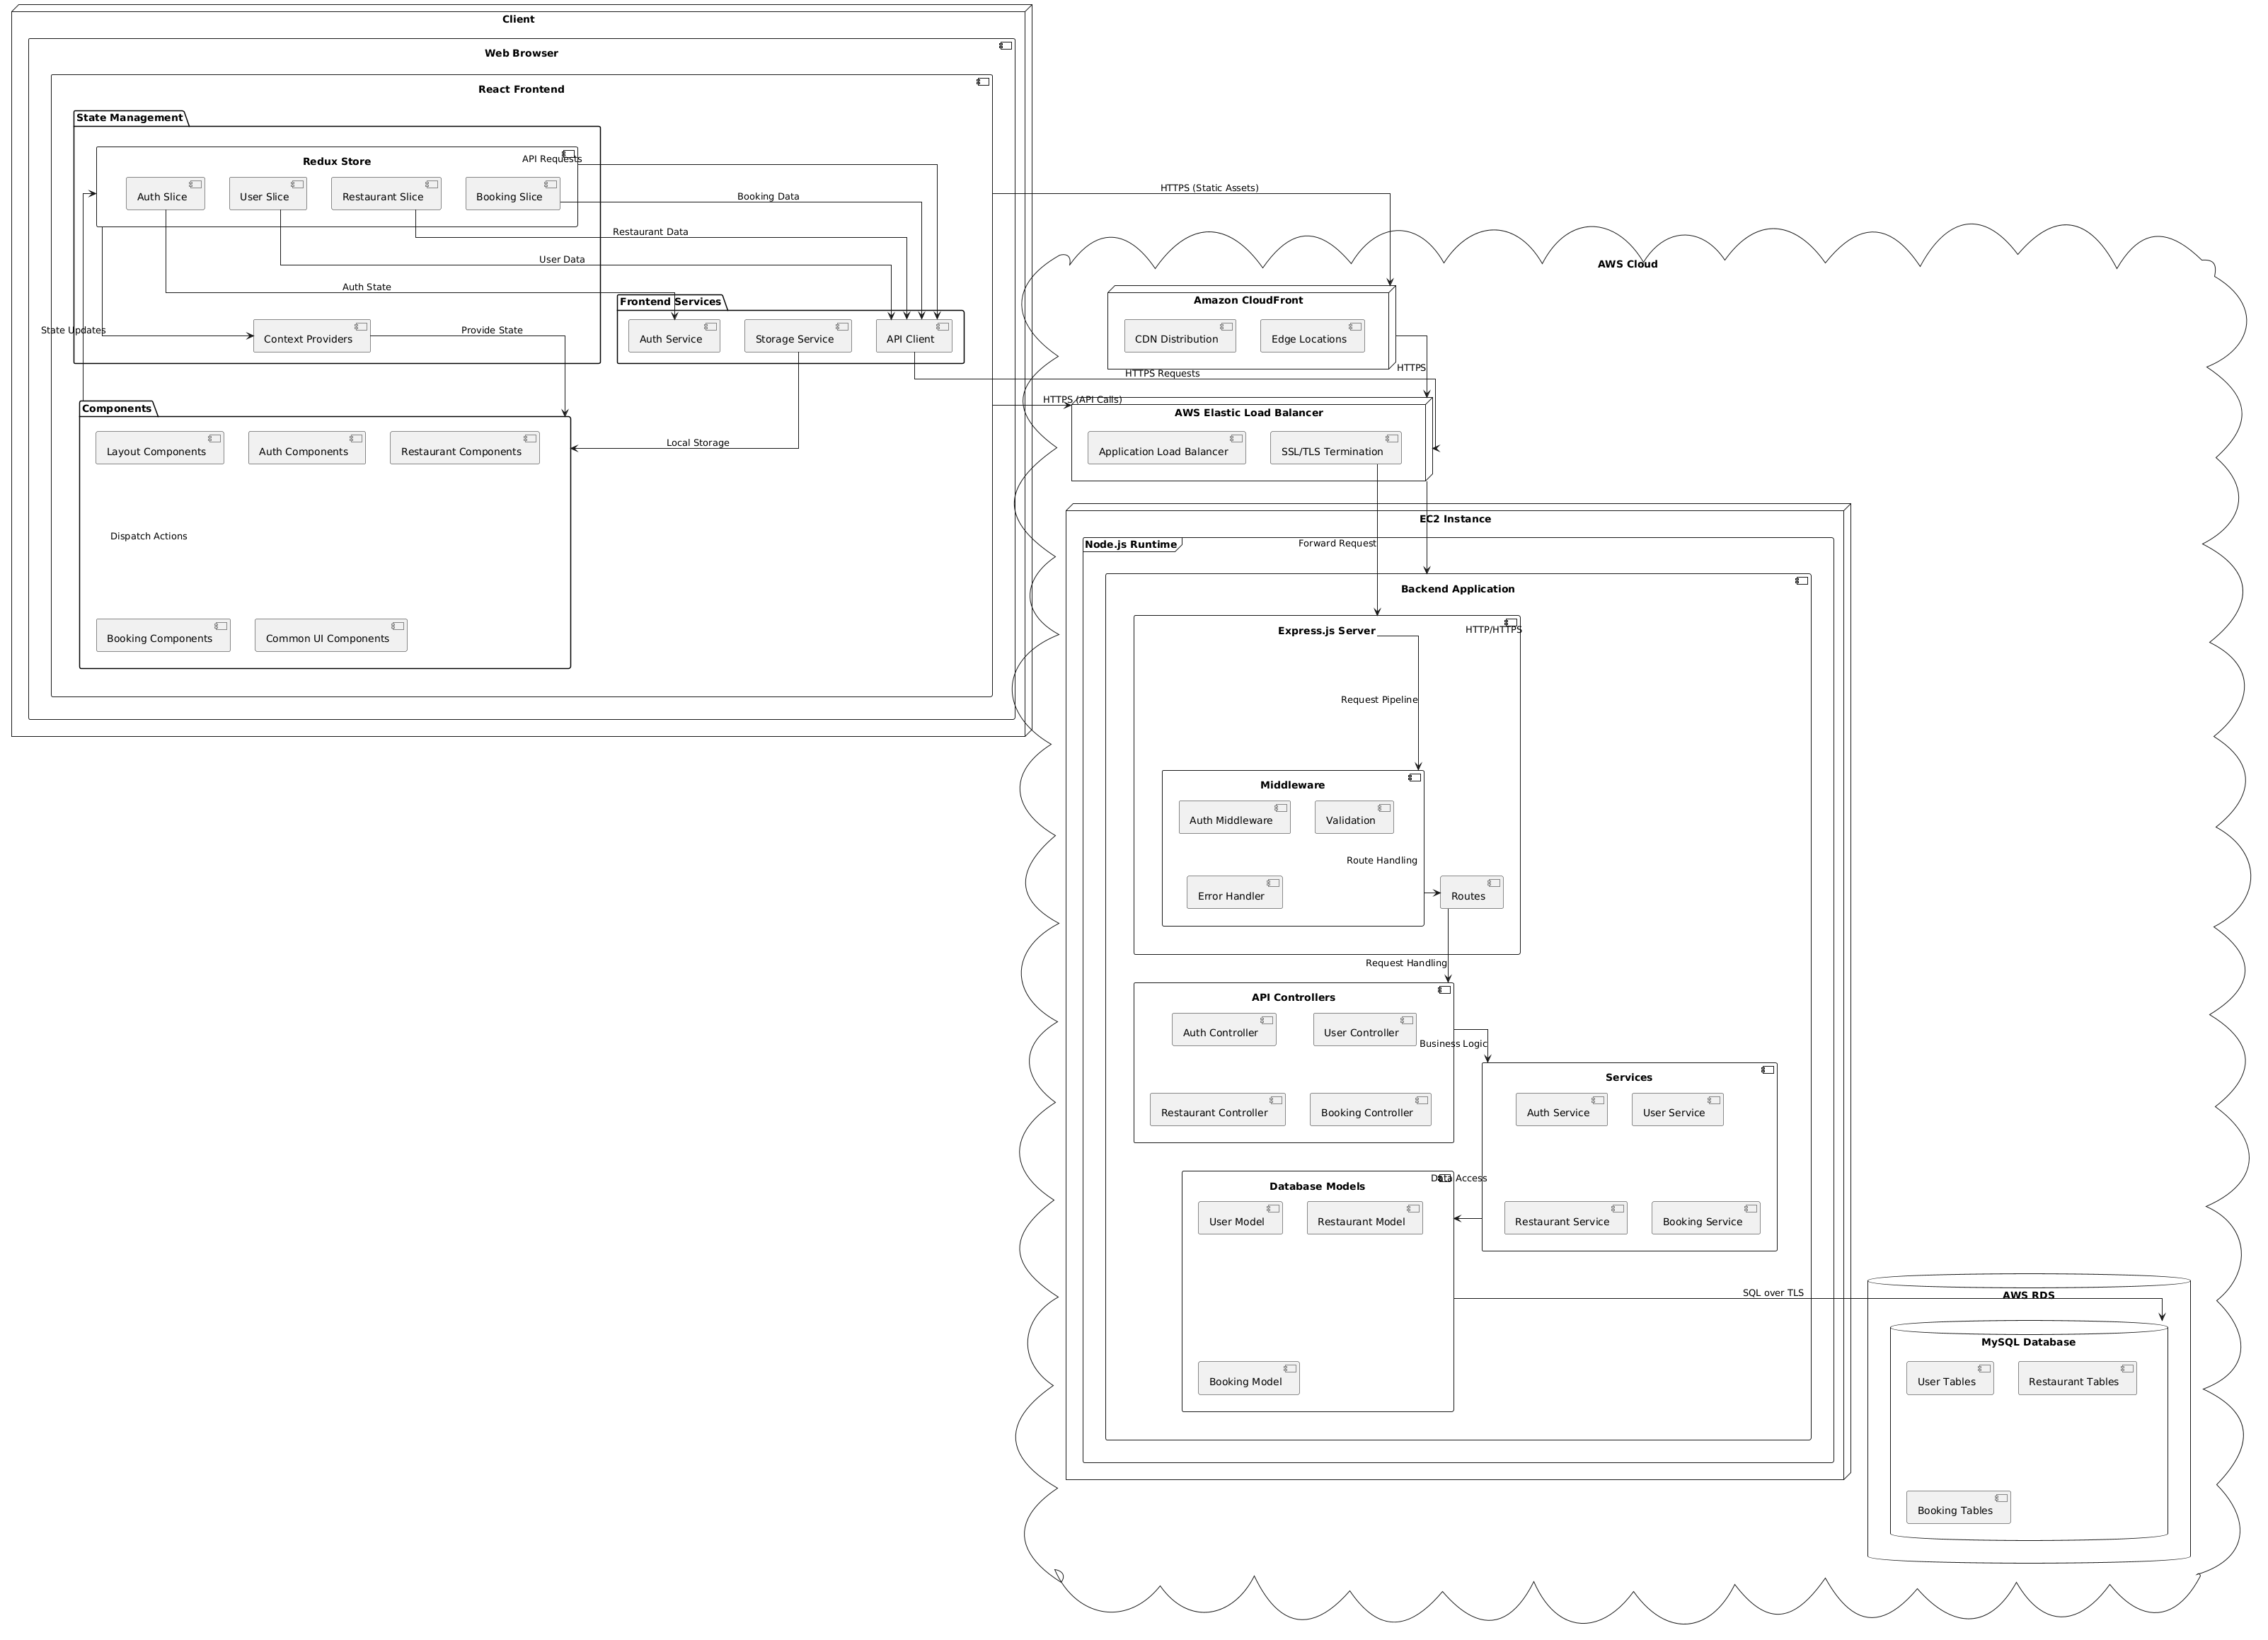 Client
Web Browser
React Frontend
State Management
Redux Store
API Requests
Auth Slice
User Slice
Restaurant Slice
Booking Slice
Booking Data
Restaurant Data
User Data
Auth State
State Updates
Context Providers
Provide State
Frontend Services
Auth Service
Storage Service
API Client
Components
Layout Components
Auth Components
Restaurant Components
Local Storage
Dispatch Actions
Booking Components
Common UI Components
HTTPS (Static Assets)
AWS Cloud
Amazon CloudFront
CDN Distribution
Edge Locations
HTTPS
HTTPS Requests
HTTPS (API Calls)
AWS Elastic Load Balancer
Application Load Balancer
SSL/TLS Termination
EC2 Instance
Node.js Runtime
Forward Request
Backend Application
Express.js Server
HTTP/HTTPS
Request Pipeline
Middleware
Auth Middleware
Validation
Route Handling
Error Handler
Routes
Request Handling
API Controllers
Auth Controller
User Controller
Business Logic
Restaurant Controller
Booking Controller
Services
Auth Service
User Service
Restaurant Service
Booking Service
Data Access
Database Models
User Model
Restaurant Model
Booking Model
SQL over TLS
AWS RDS
MySQL Database
User Tables
Restaurant Tables
Booking Tables